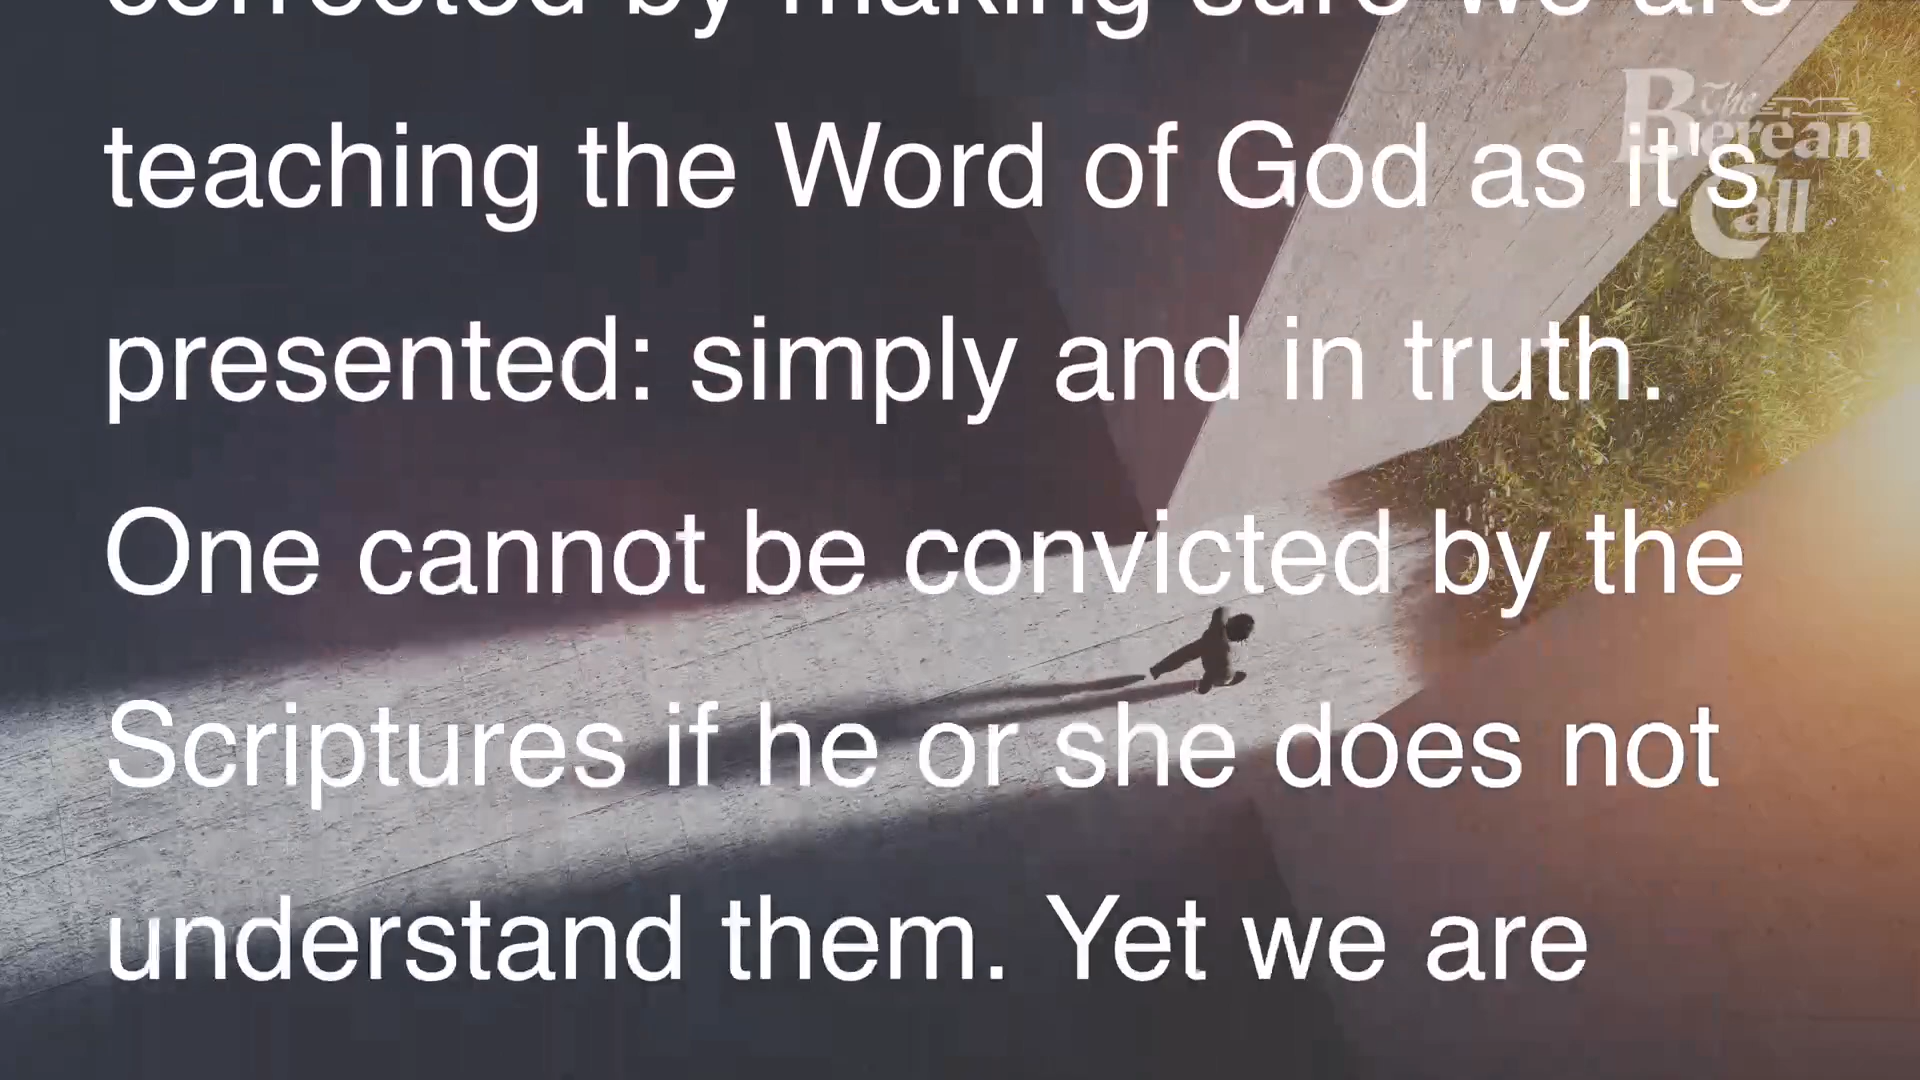 corrected by making sure we are
The Berean Call
teaching the Word of God as it's
presented: simply and in truth.
One cannot be convicted by the
Scriptures if he or she does not
understand them. Yet we are